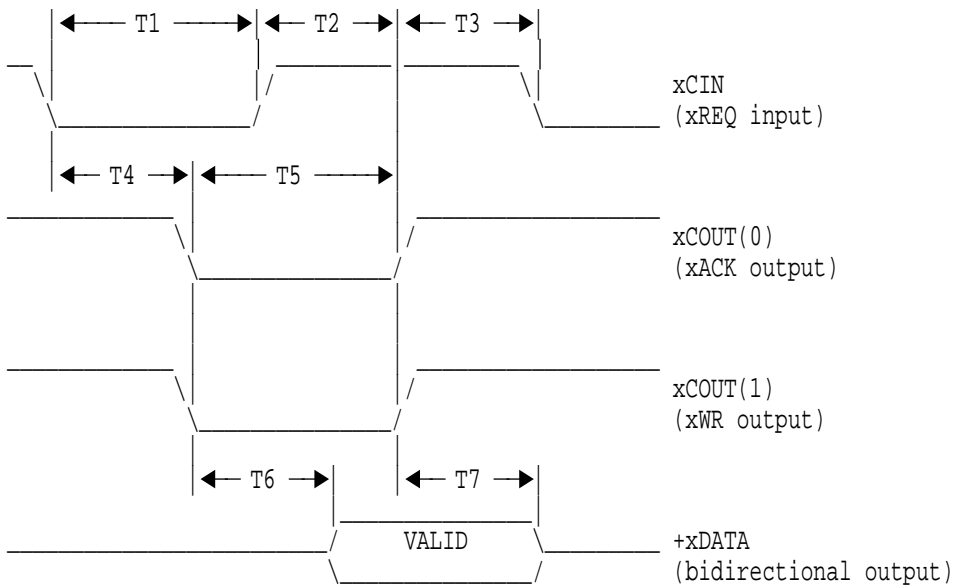 T1 T2 T3
xCIN
(xREQ input)
T4 T5
xCOUT(0)
(xACK output)
xCOUT(1)
(xWR output)
T6 T7
VALID
+xDATA
(bidirectional output)